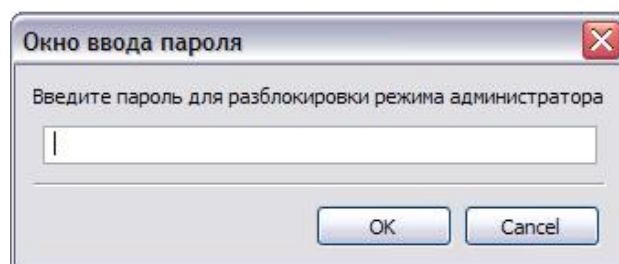 Окно ввода пароля
Введите пароль для разблокировки режима администратора
OK
Cancel